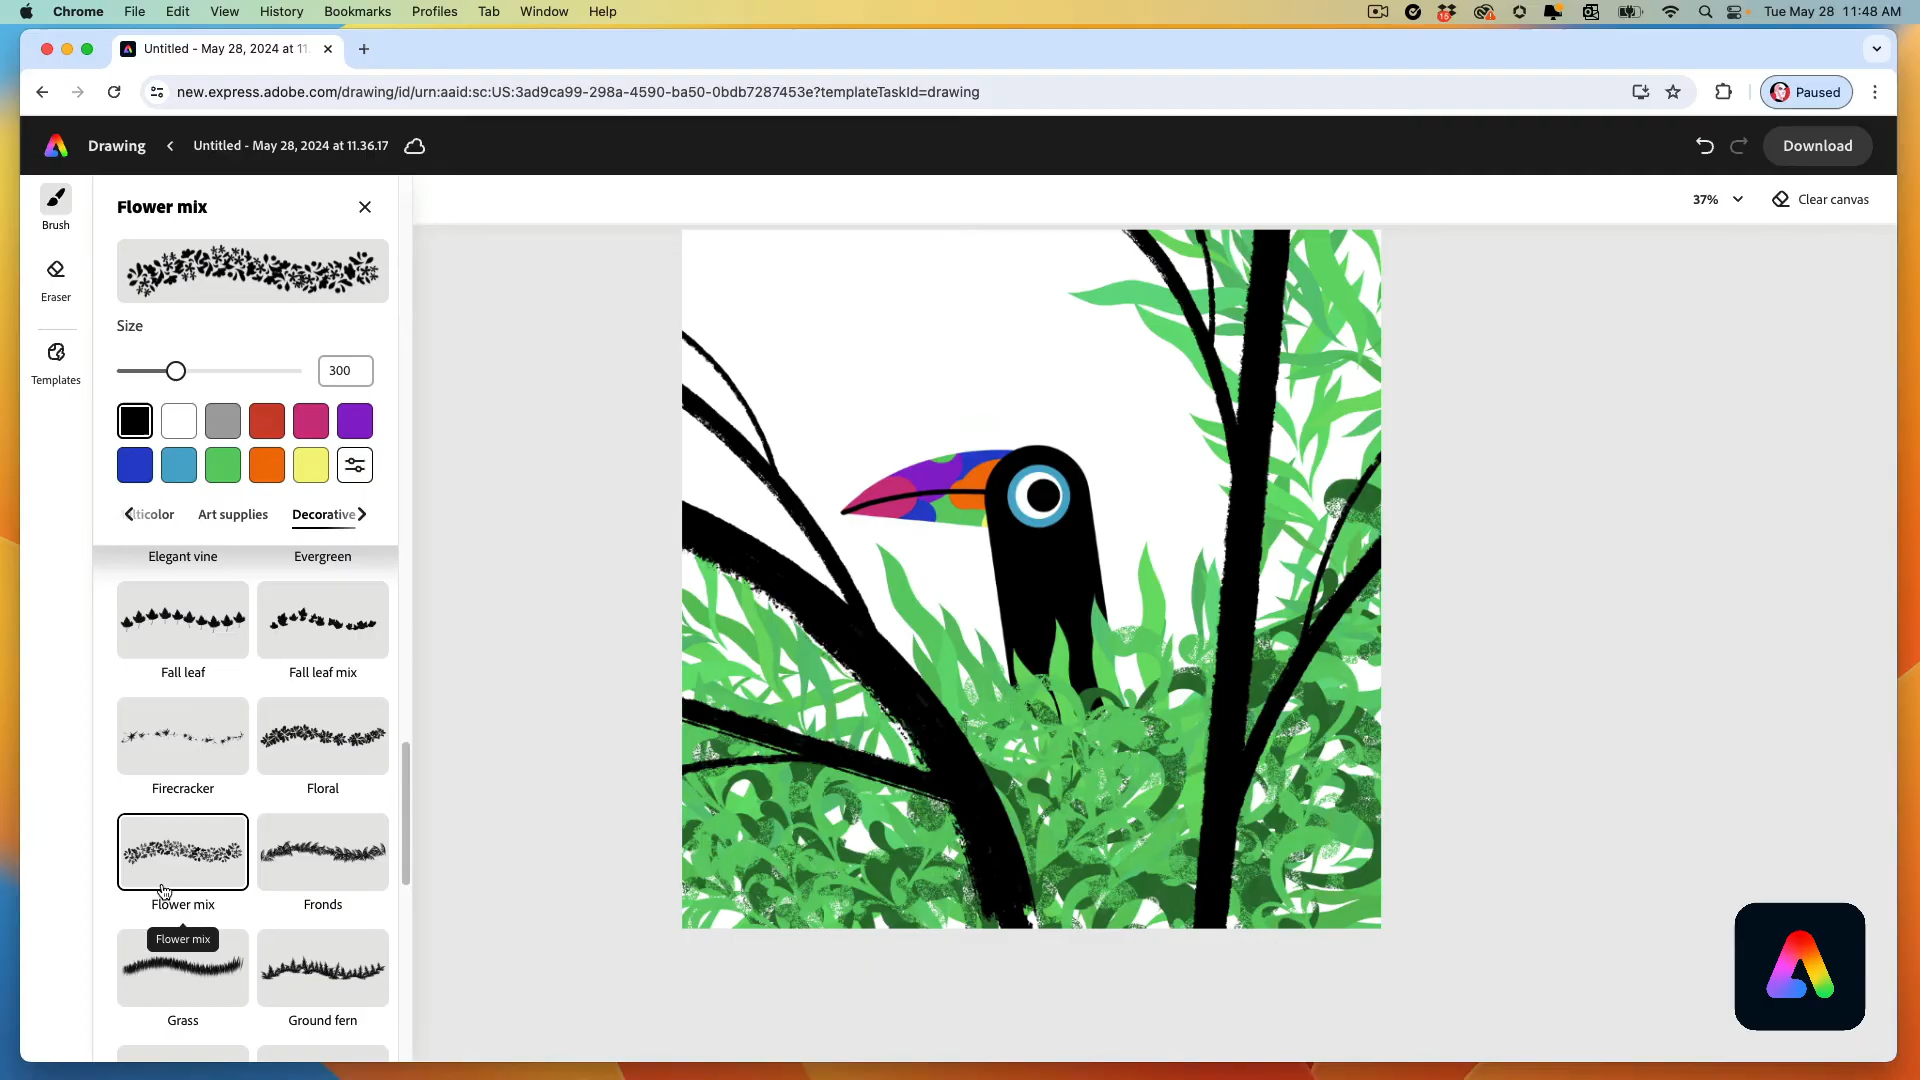 Chrome File Edit View History Bookmarks Profiles Tab Window Help
15
Tue May 28 11:48 AM
Untitled - May 28, 2024 at 11
new.express.adobe.com/drawing/id/urn:aaid:sc:US:3ad9ca99-298a-4590-ba50-0bdb7287453e?templateTaskId=drawing
Paused
Drawing
Untitled - May 28, 2024 at 11.36.17
Download
Brush
Eraser
Templates
Flower mix
37%
Clear canvas
Size
300
lticolor
Art supplies
Decorative
Elegant vine
Evergreen
Fall leaf
Fall leaf mix
Firecracker
Floral
Flower mix
Fronds
Flower mix
Grass
Ground fern